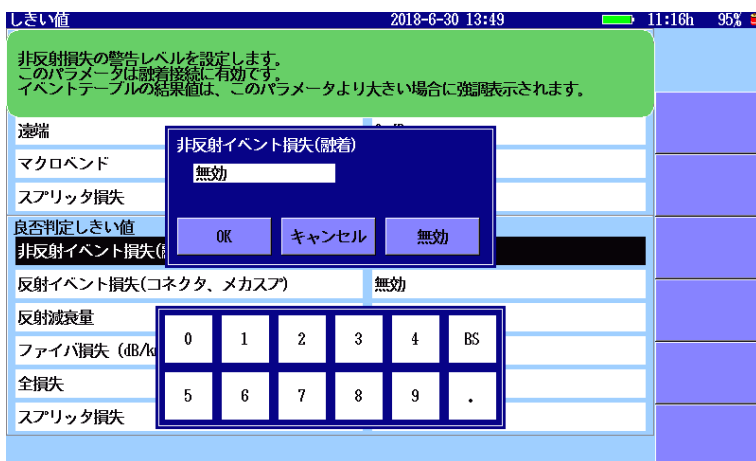 しきい値 2018-6-30 13:49 11:16h 95%
非反射損失の警告レベルを設定します。
このパラメータは融着接続に有効です。
イベントテーブルの結果値は、このパラメータより大きい場合に強調表示されます。
遠端
マクロベンド
スプリッタ損失
非反射イベント損失(融着)
無効
OK キャンセル 無効
良否判定しきい値
非反射イベント損失(
反射イベント損失(コネクタ、メカスプ) 無効
反射減衰量
ファイバ損失 (dB/k
全損失
スプリッタ損失
0 1 2 3 4 BS
5 6 7 8 9 .